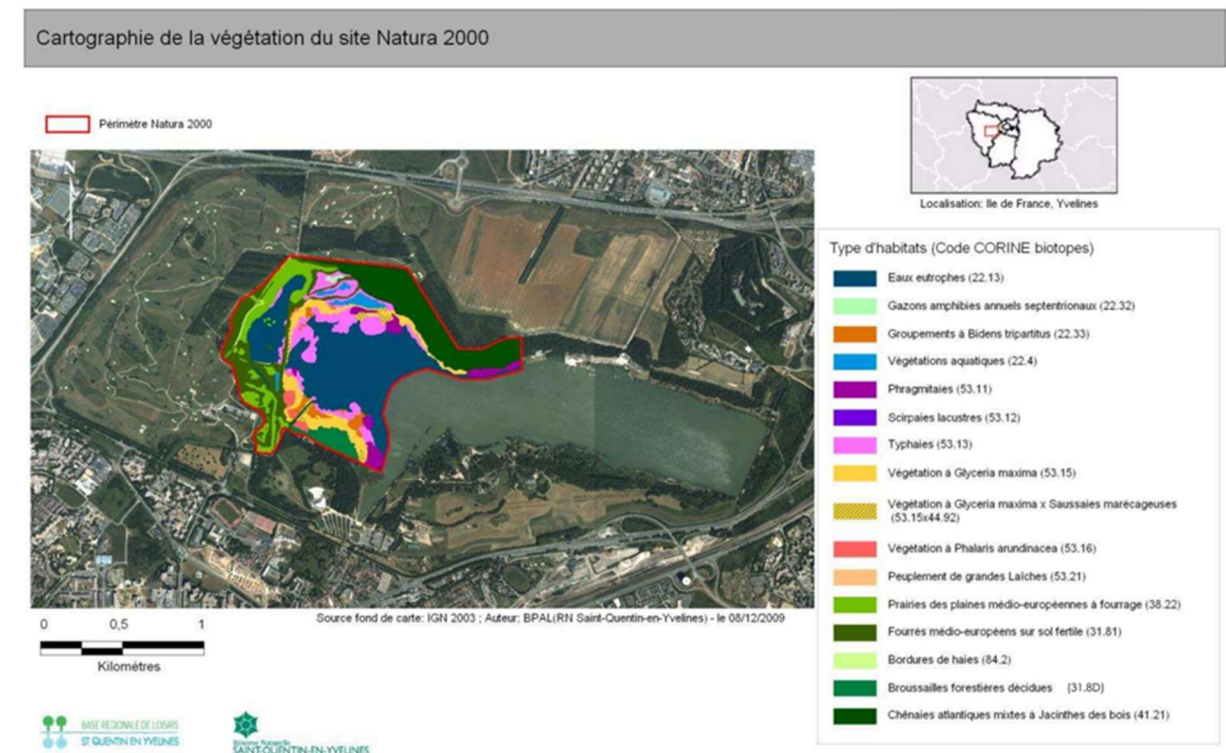 Cartographie de la végétation du site Natura 2000
Périmètre Natura 2000
Localisation: Ile de France, Yvelines
Type d'habitats (Code CORINE biotopes)
Eaux eutrophes (22.13)
Gazons amphibies annuels septentrionaux (22.32)
Groupements à Bidens tripartitus (22.33)
Végétations aquatiques (22.4)
Phragmitaies (53.11)
Scirpaies lacustres (53.12)
Typhaies (53.13)
Végétation à Glyceria maxima (53.15)
Végétation à Glyceria maxima x Saussaies marécageuses
(53.15x44.92)
Végétation à Phalaris arundinacea (53.16)
Peuplement de grandes Laîches (53.21)
Prairies des plaines médio-européennes à fourrage (38.22)
Fourrés médio-européens sur sol fertile (31.81)
Bordures de haies (84.2)
Broussailles forestières décidues (31.8D)
Chênaies atlantiques mixtes à Jacinthes des bois (41.21)
Source fond de carte: IGN 2003 ; Auteur: BPAL(RN Saint-Quentin-en-Yvelines) - le 08/12/2009
0 0,5 1
Kilomètres
BASE REGIONALE DE LOISIRS
ST QUENTIN EN YVELINES
Réserve Naturelle
SAINT-QUENTIN-EN-YVELINES